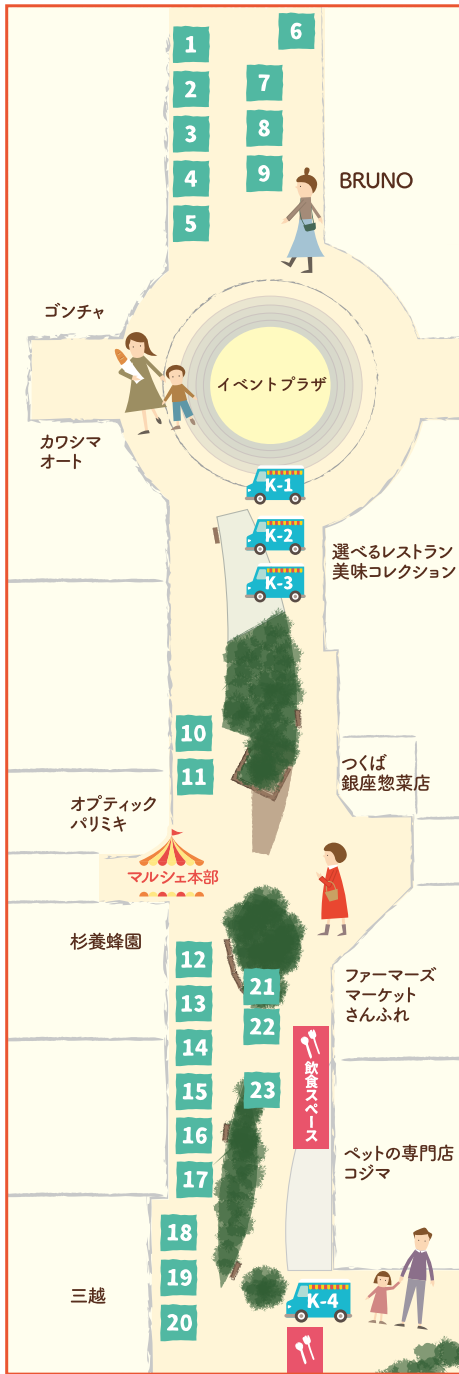 1
6
2
7
3
8
4
9
5
BRUNO
ゴンチャ
イベントプラザ
カワシマ
オート
K-1
K-2
K-3
選べるレストラン
美味コレクション
10
11
つくば
銀座惣菜店
オプティック
パリミキ
マルシェ本部
杉養蜂園
12
21
ファーマーズ
マーケット
さんふれ
13
22
14
飲食スペース
15
23
16
ペットの専門店
コジマ
17
18
19
三越
K-4
20